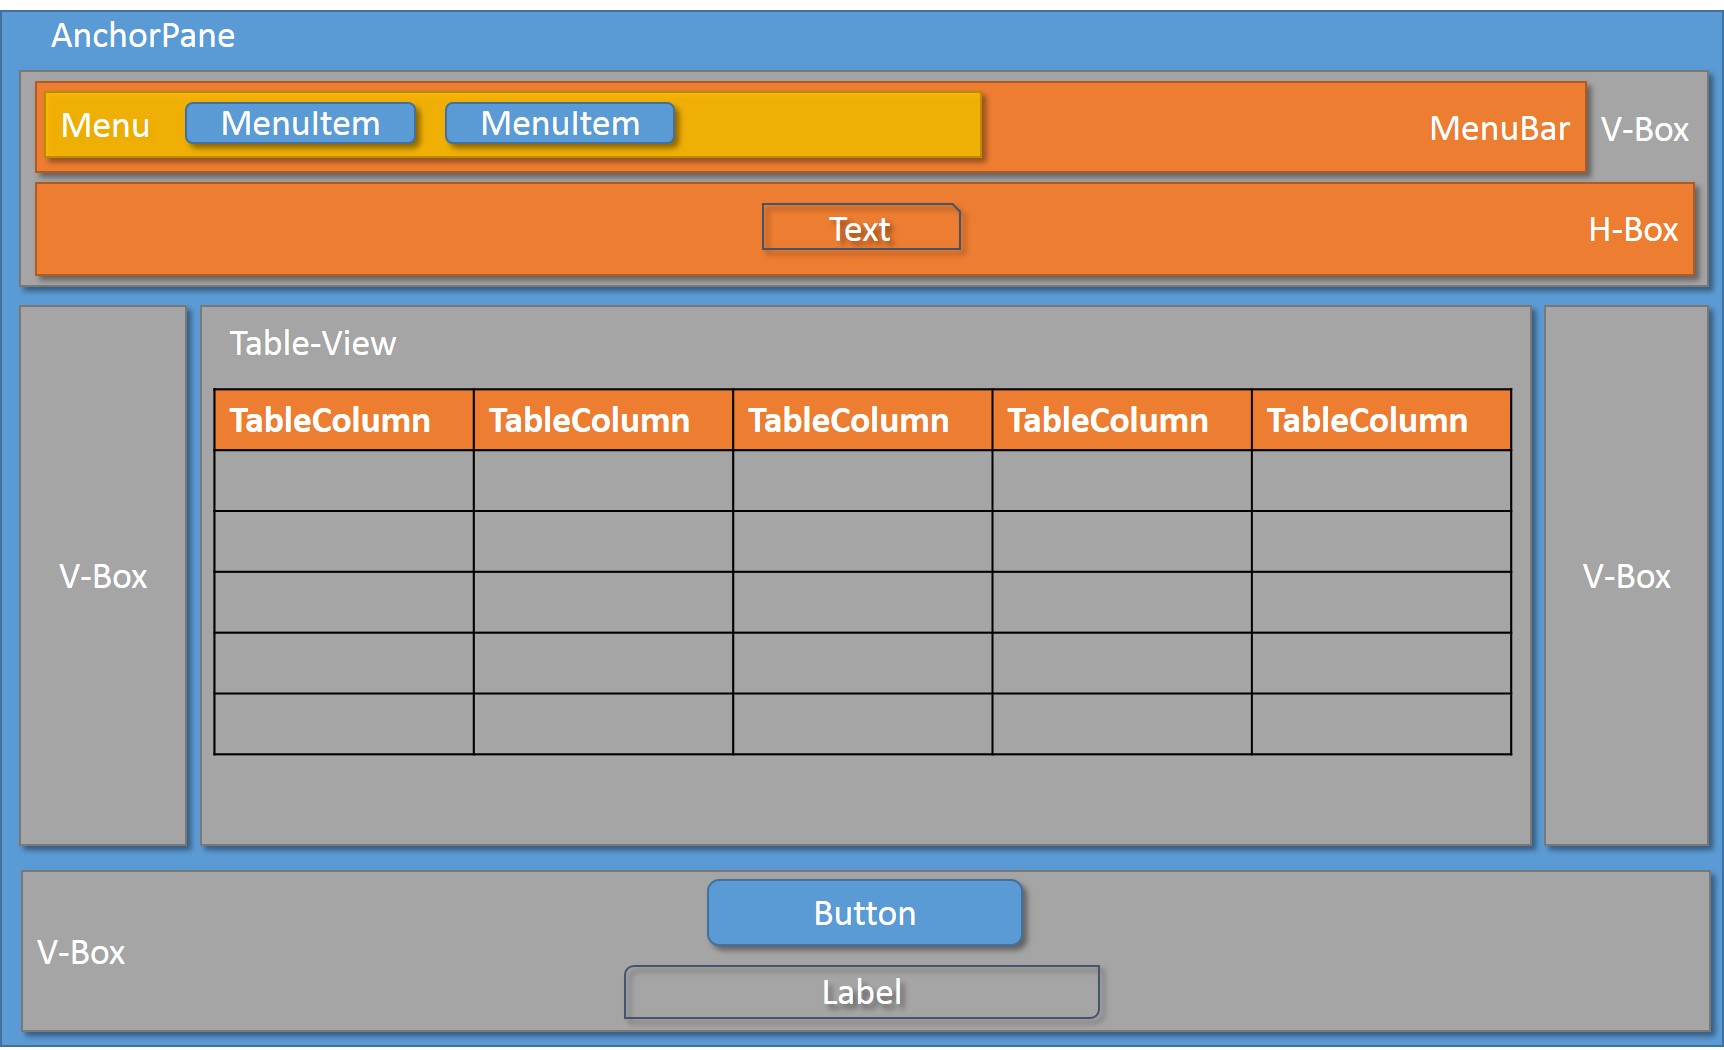 AnchorPane
Menu MenuItem MenuItem MenuBar V-Box
Text H-Box
Table-View
TableColumn TableColumn TableColumn TableColumn TableColumn
V-Box V-Box
Button
V-Box
Label